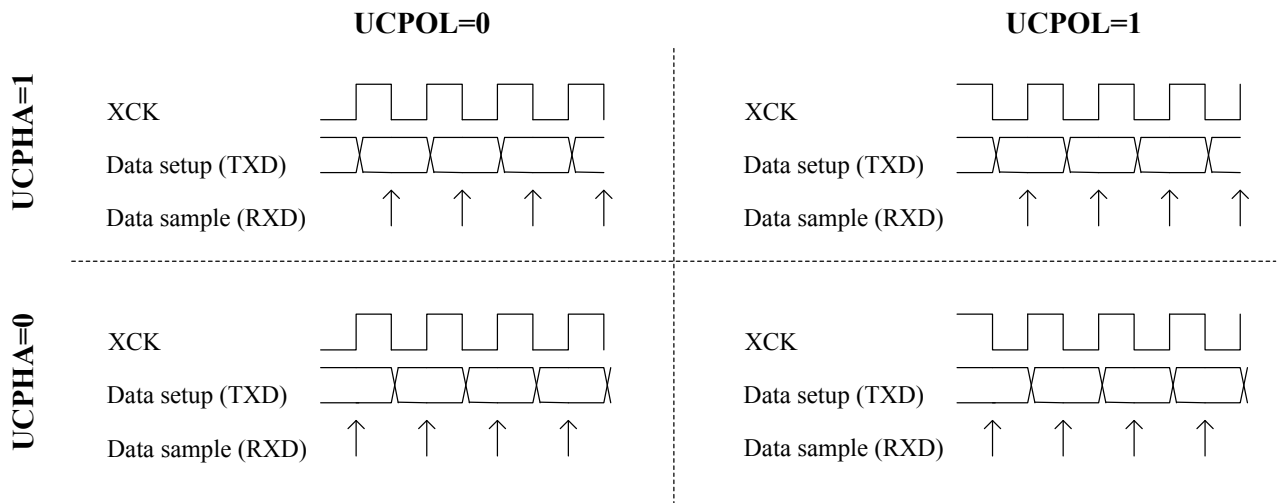 UCPOL=0
UCPOL=1
UCPHA=1
XCK
Data setup (TXD)
Data sample (RXD)
XCK
Data setup (TXD)
Data sample (RXD)
UCPHA=0
XCK
Data setup (TXD)
Data sample (RXD)
XCK
Data setup (TXD)
Data sample (RXD)